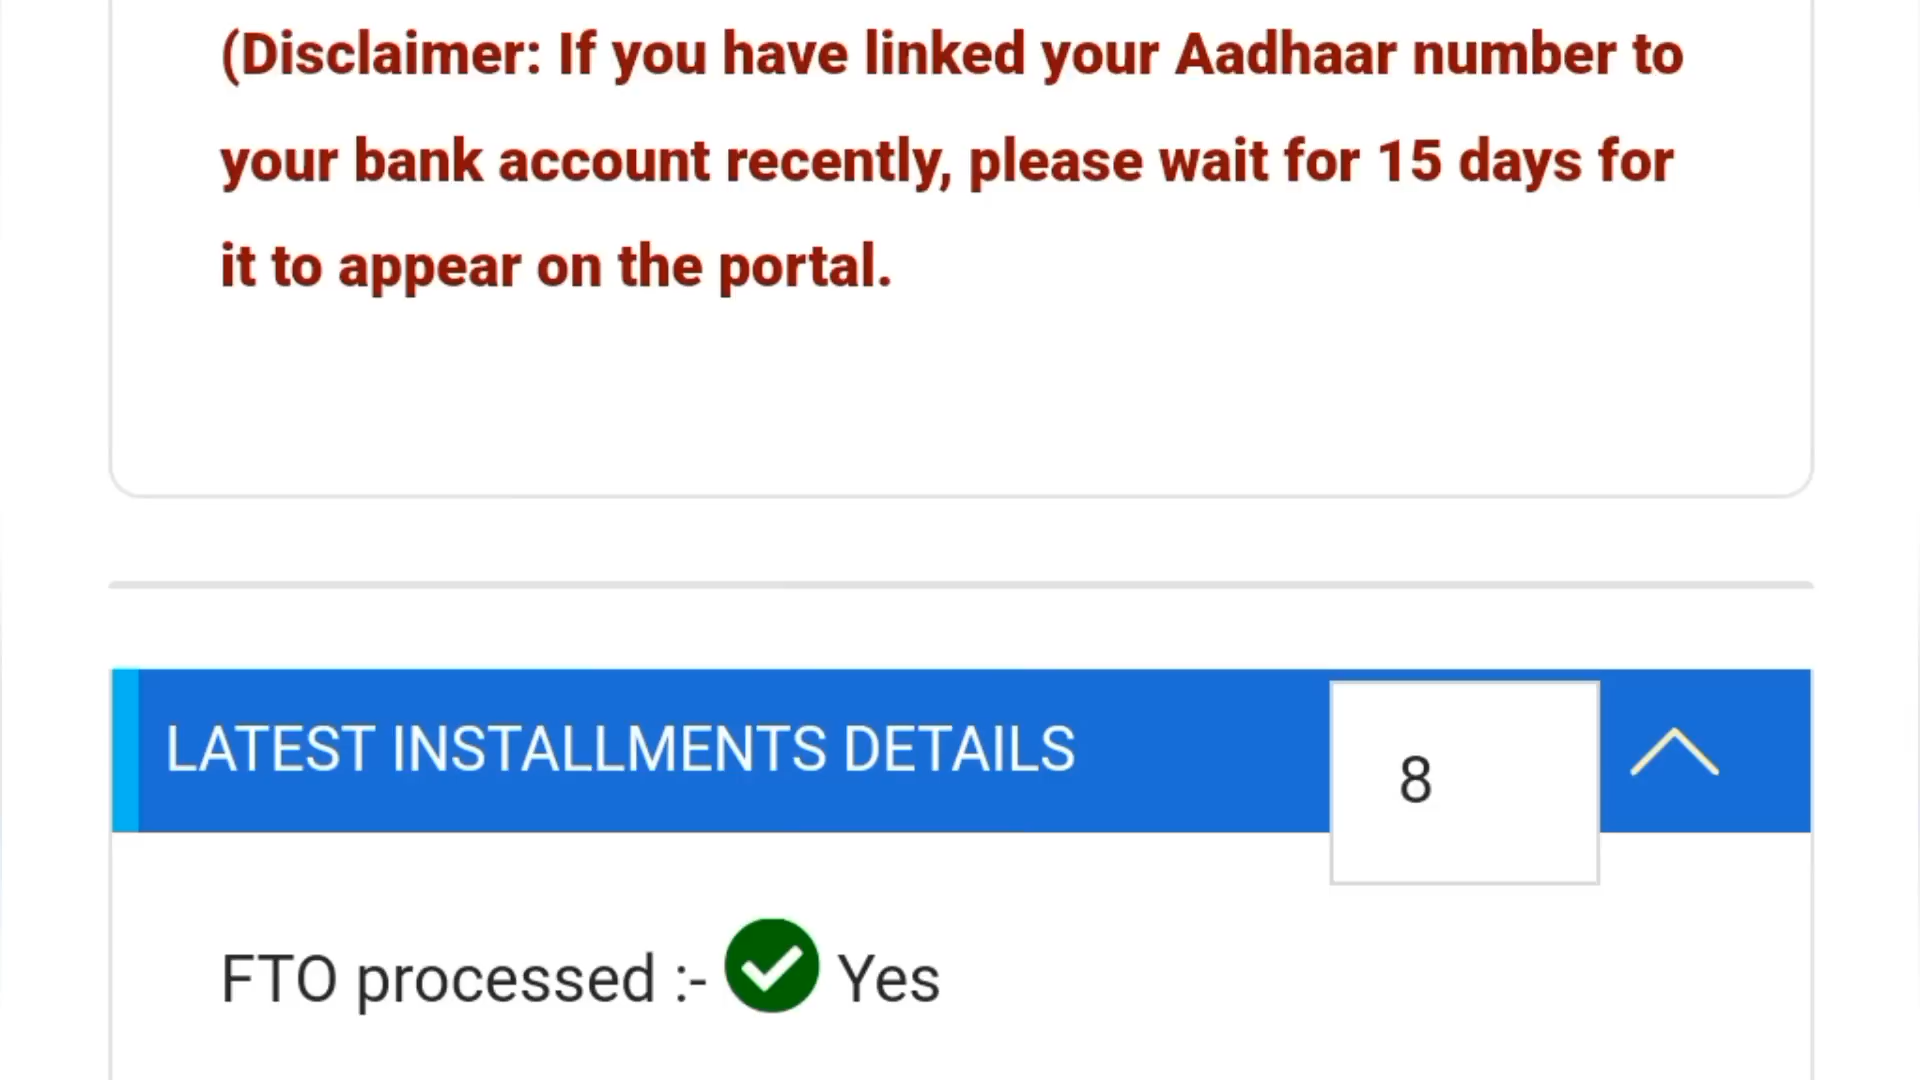 (Disclaimer: If you have linked your Aadhaar number to
your bank account recently, please wait for 15 days for
it to appear on the portal.
LATEST INSTALLMENTS DETAILS 8
FTO processed :- Yes